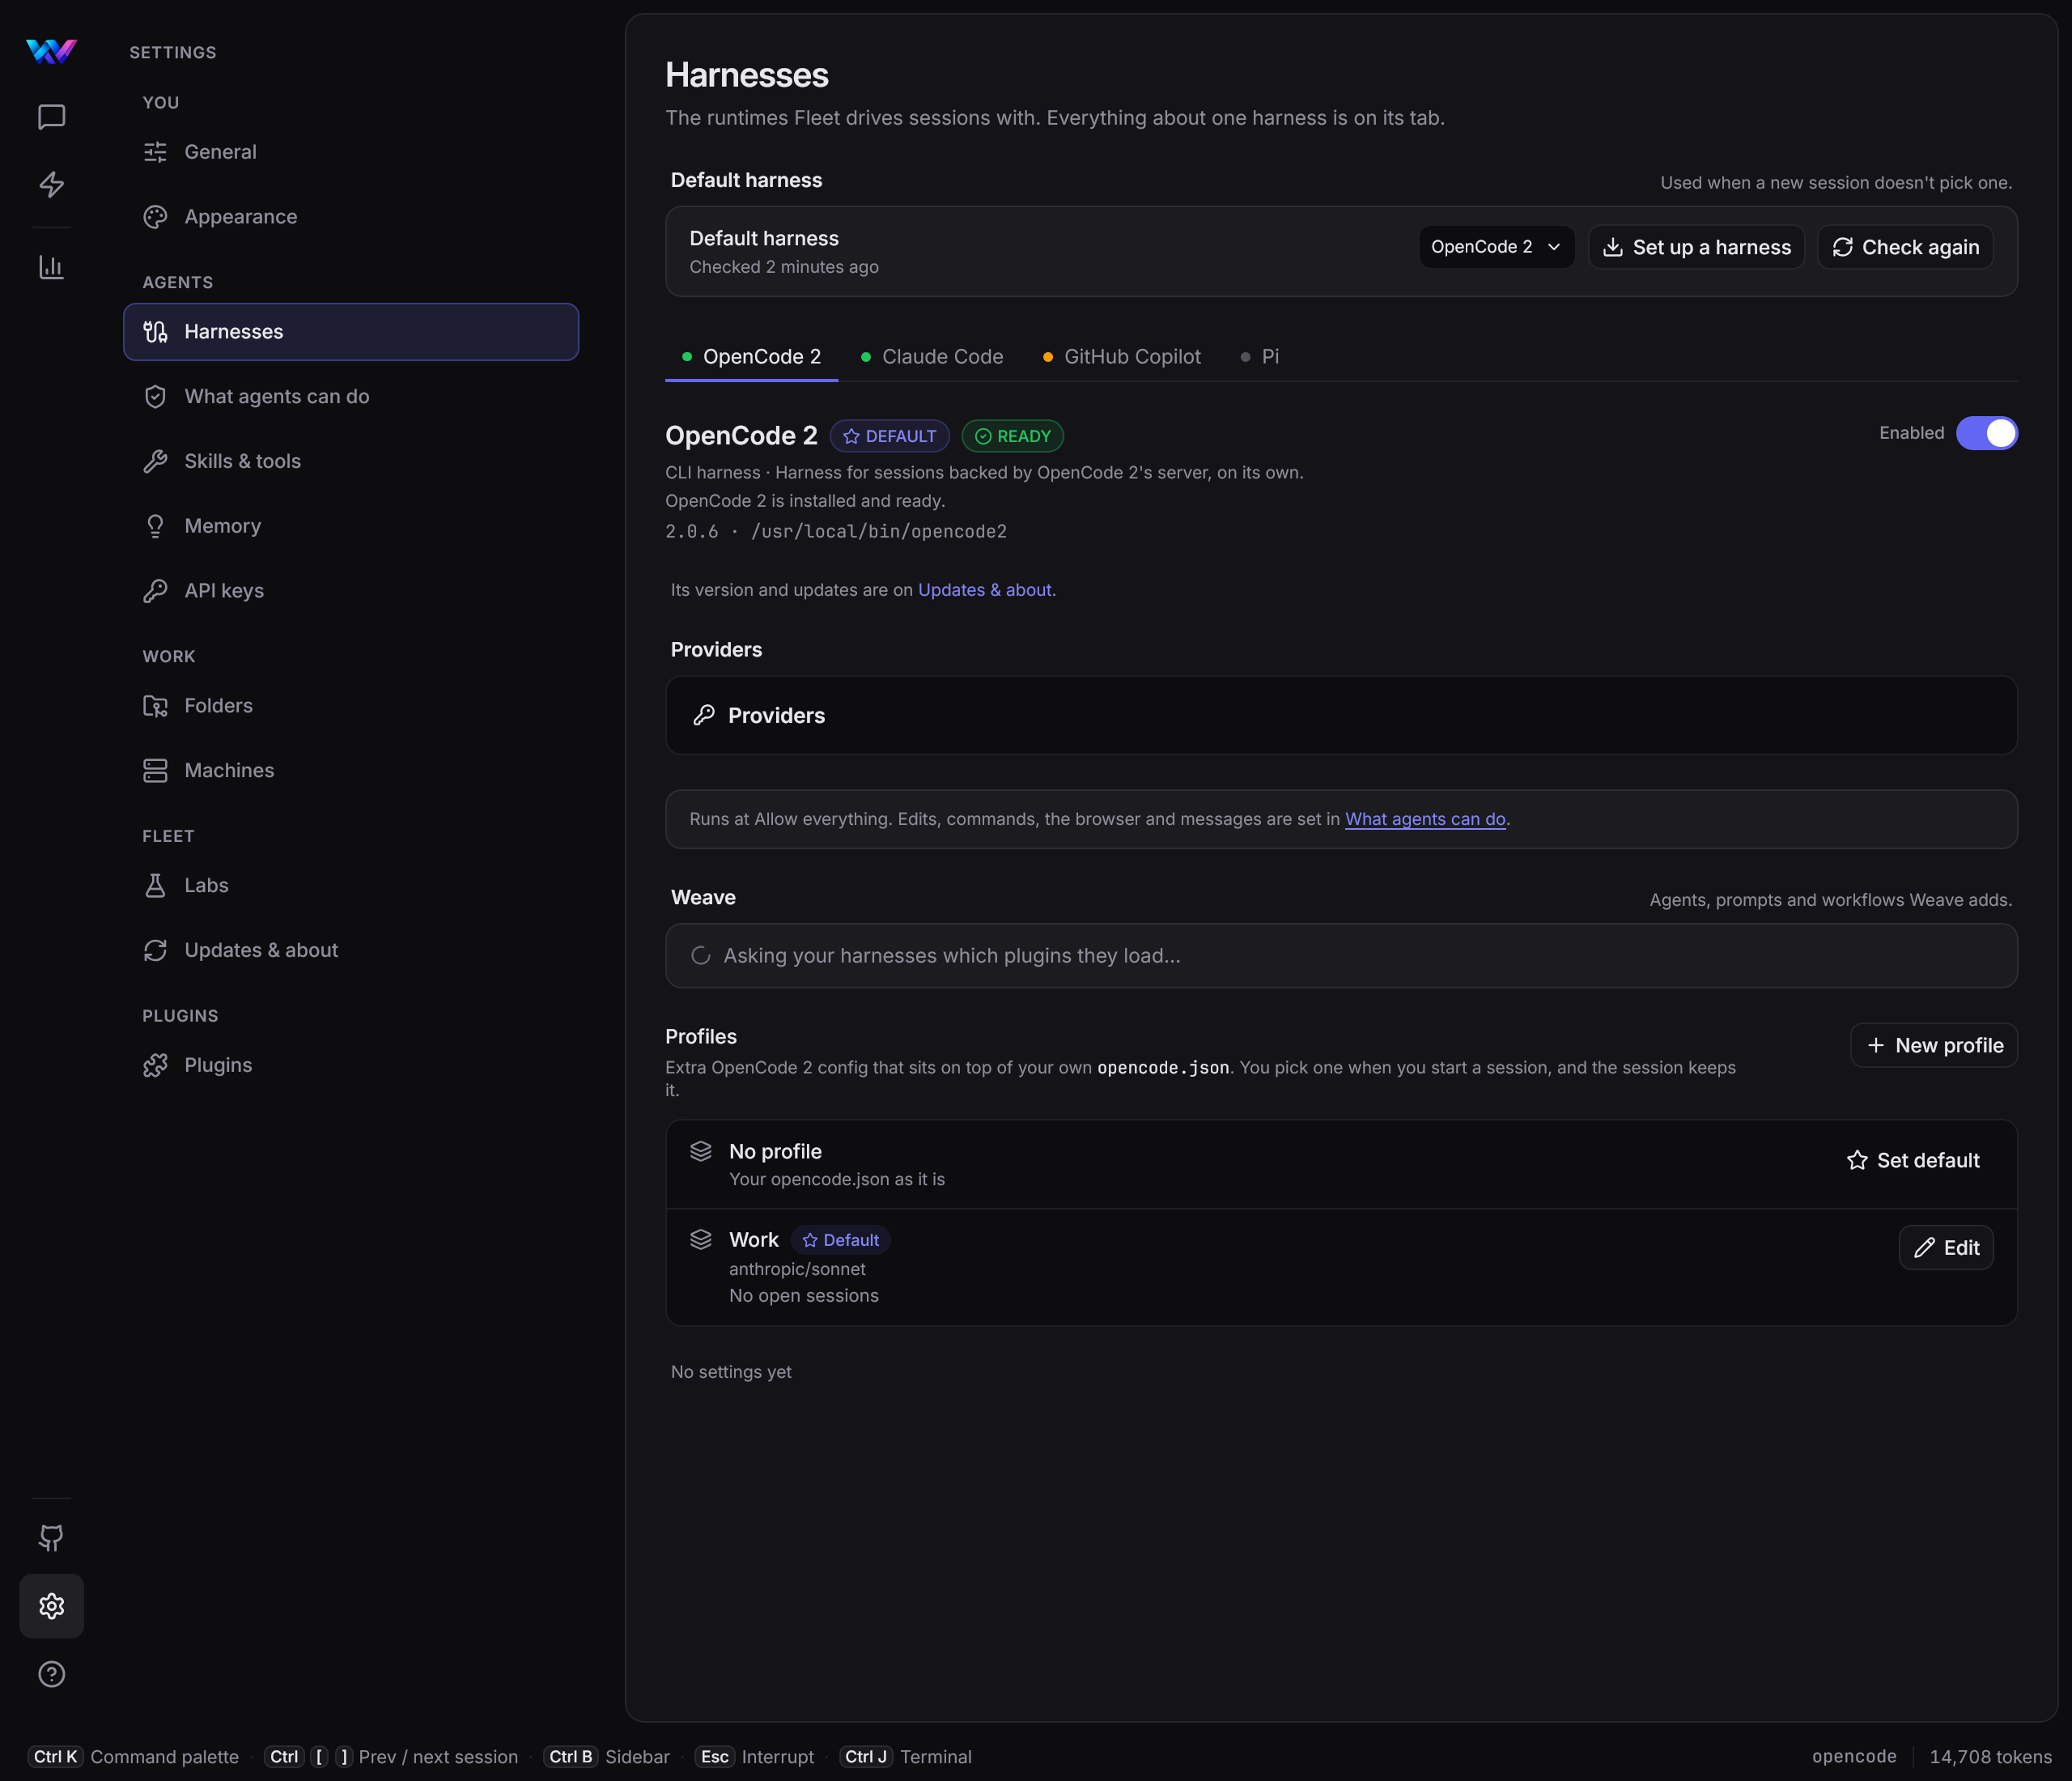 SETTINGS
YOU
General
Appearance
AGENTS
Harnesses
What agents can do
Skills & tools
Memory
API keys
WORK
Folders
Machines
FLEET
Labs
Updates & about
PLUGINS
Plugins
Harnesses
The runtimes Fleet drives sessions with. Everything about one harness is on its tab.
Default harness
Used when a new session doesn't pick one.
Default harness
Checked 2 minutes ago
OpenCode 2
Set up a harness
Check again
OpenCode 2
Claude Code
GitHub Copilot
Pi
OpenCode 2
DEFAULT
READY
Enabled
CLI harness · Harness for sessions backed by OpenCode 2's server, on its own.
OpenCode 2 is installed and ready.
2.0.6 · /usr/local/bin/opencode2
Its version and updates are on Updates & about.
Providers
Providers
Runs at Allow everything. Edits, commands, the browser and messages are set in What agents can do.
Weave
Agents, prompts and workflows Weave adds.
Asking your harnesses which plugins they load...
Profiles
Extra OpenCode 2 config that sits on top of your own opencode.json. You pick one when you start a session, and the session keeps
it.
New profile
No profile
Your opencode.json as it is
Set default
Work
Default
anthropic/sonnet
No open sessions
Edit
No settings yet
Ctrl K Command palette · Ctrl [ ] Prev / next session · Ctrl B Sidebar · Esc Interrupt · Ctrl J Terminal
opencode
14,708 tokens